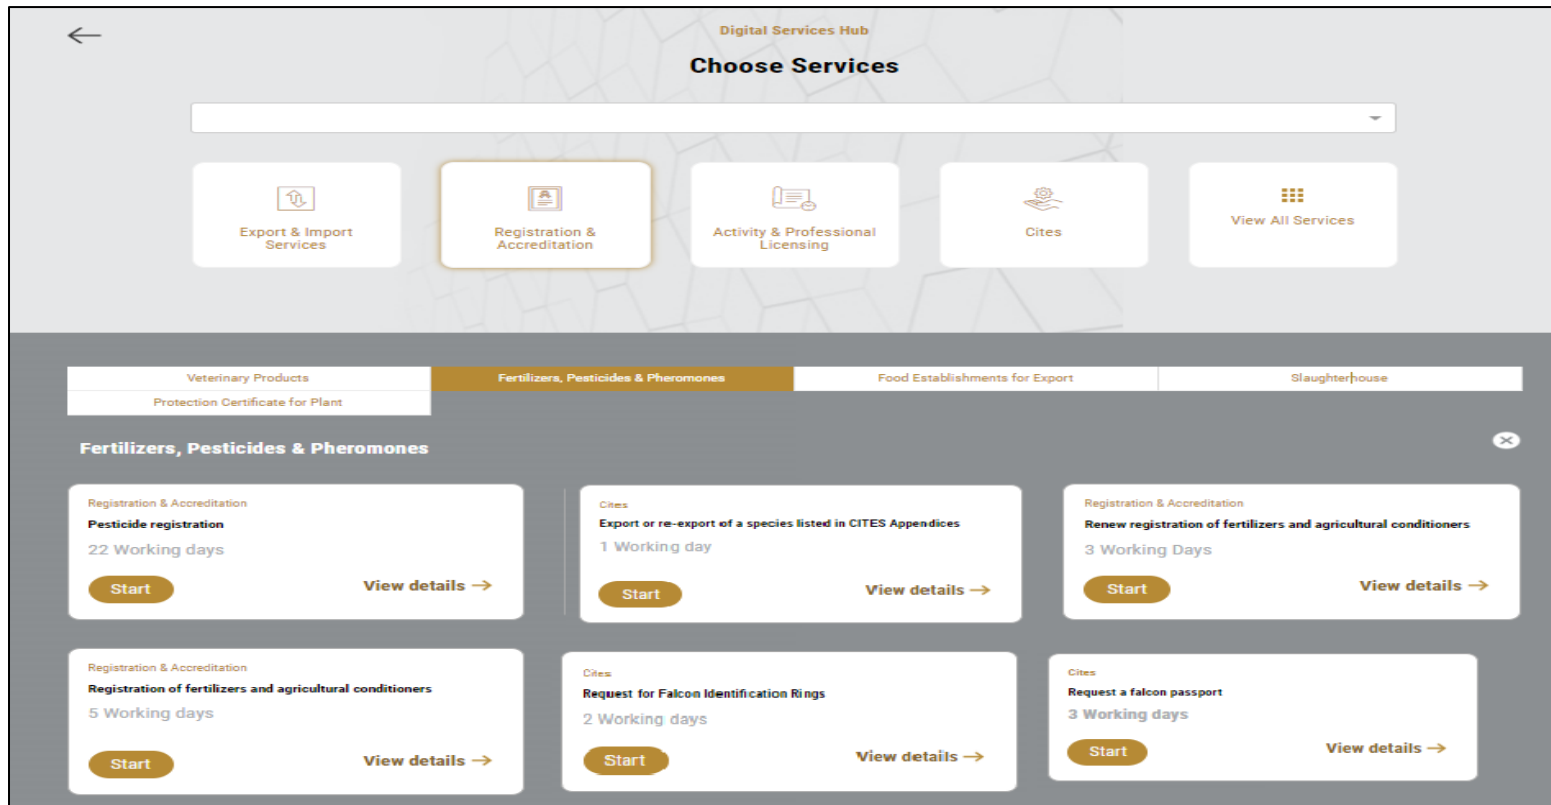 Digital Services Hub
Choose Services
Export & Import
Services
Registration &
Accreditation
Activity & Professional
Licensing
Cites
View All Services
Veterinary Products
Fertilizers, Pesticides & Pheromones
Food Establishments for Export
Slaughterhouse
Protection Certificate for Plant
Fertilizers, Pesticides & Pheromones
Registration & Accreditation
Pesticide registration
22 Working days
Start
View details →
Cites
Export or re-export of a species listed in CITES Appendices
1 Working day
Start
View details →
Registration & Accreditation
Renew registration of fertilizers and agricultural conditioners
3 Working Days
Start
View details →
Registration & Accreditation
Registration of fertilizers and agricultural conditioners
5 Working days
Start
View details →
Cites
Request for Falcon Identification Rings
2 Working days
Start
View details →
Cites
Request a falcon passport
3 Working days
Start
View details →